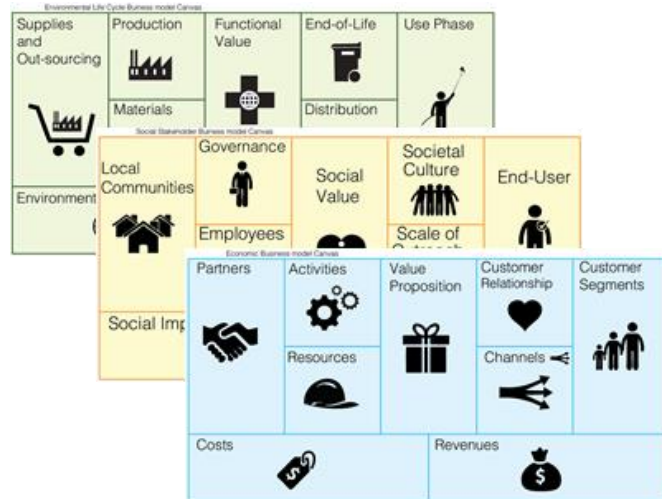 Environmental Life Cycle Buriness model Canvas
Supplies
and
Out-sourcing
Production
Functional
Value
End-of-Life
Use Phase
Materials
Distribution
Environment
Social Stakeholder Buriness model Canvas
Local
Communities
Governance
Social
Value
Societal
Culture
End-User
Employees
Scale of
Social Imp
Economic Business model Canvas
Partners
Activities
Value
Proposition
Customer
Relationship
Customer
Segments
Resources
Channels
Costs
Revenues
$
$